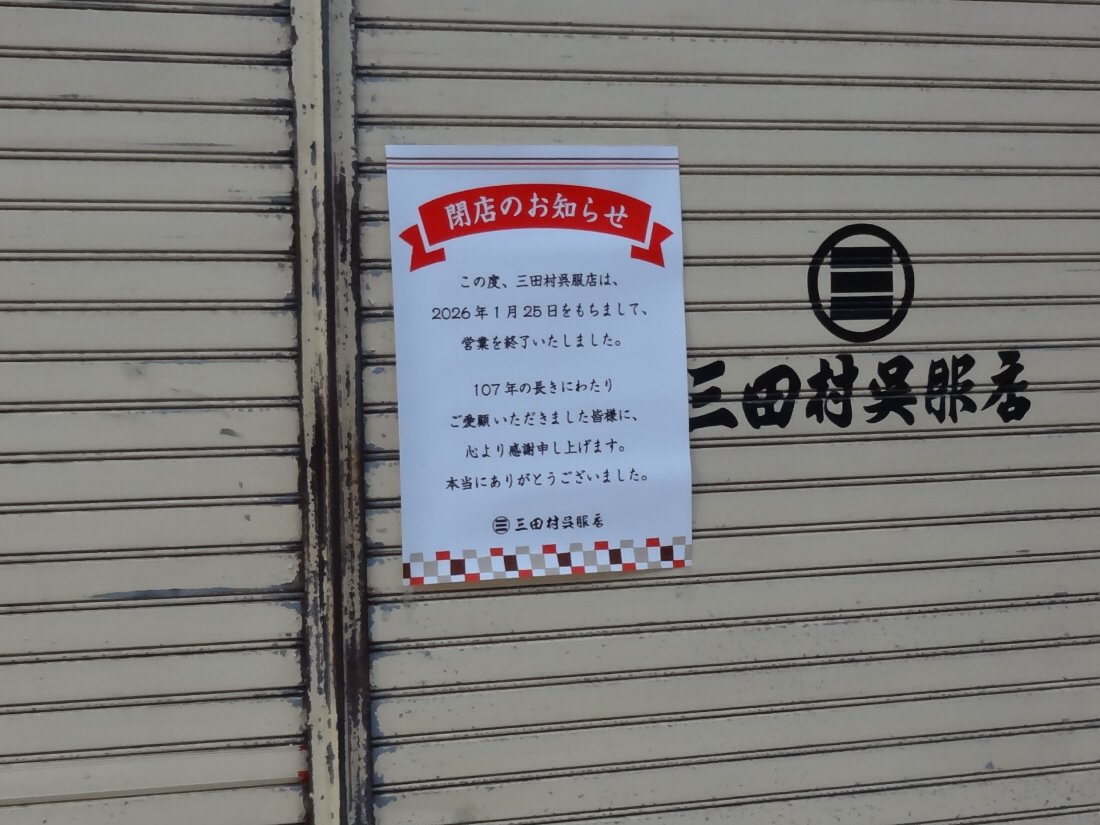 閉店のお知らせ
この度、三田村呉服店は、
2026年1月25日をもちまして、
営業を終了いたしました。
107年の長きにわたり
ご愛顧いただきました皆様に、
心より感謝申し上げます。
本当にありがとうございました。
三田村呉服店
三田村呉服店